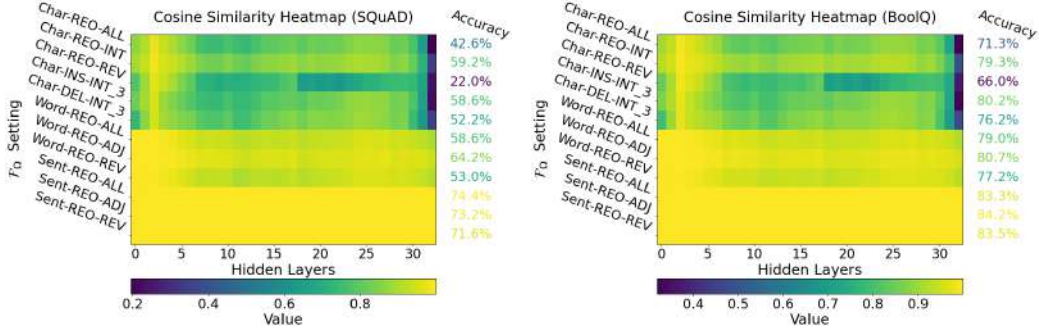 Cosine Similarity Heatmap (SQuAD)
Accuracy
Char-REO-ALL
Char-REO-INT
Char-REO-REV
Char-INS-INT_3
Char-DEL-INT_3
Word-REO-ALL
Word-REO-ADJ
Word-REO-REV
Sent-REO-ALL
Sent-REO-ADJ
Sent-REO-REV
42.6%
59.2%
22.0%
58.6%
52.2%
58.6%
64.2%
53.0%
74.4%
73.2%
71.6%
𝓕Ω Setting
0 5 10 15 20 25 30
Hidden Layers
0.2 0.4 0.6 0.8
Value
Cosine Similarity Heatmap (BoolQ)
Accuracy
Char-REO-ALL
Char-REO-INT
Char-REO-REV
Char-INS-INT_3
Char-DEL-INT_3
Word-REO-ALL
Word-REO-ADJ
Word-REO-REV
Sent-REO-ALL
Sent-REO-ADJ
Sent-REO-REV
71.3%
79.3%
66.0%
80.2%
76.2%
79.0%
80.7%
77.2%
83.3%
84.2%
83.5%
𝓕Ω Setting
0 5 10 15 20 25 30
Hidden Layers
0.4 0.5 0.6 0.7 0.8 0.9
Value